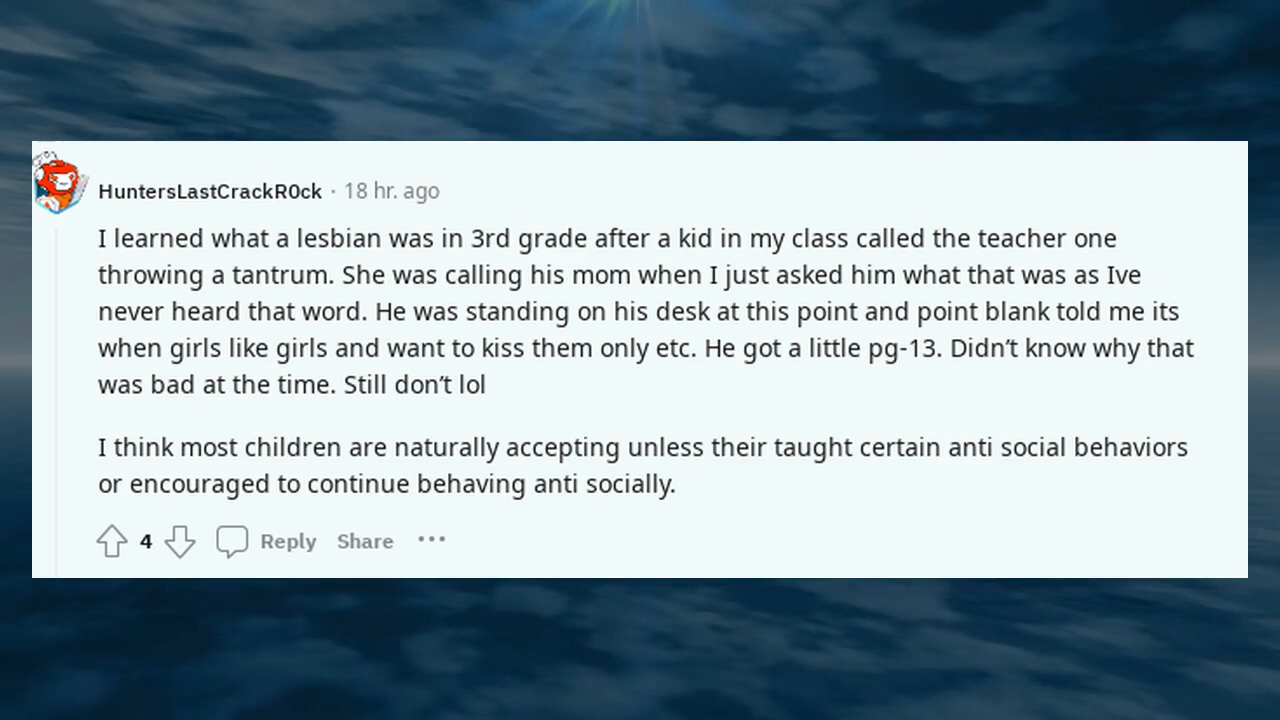 HuntersLastCrackR0ck · 18 hr. ago
I learned what a lesbian was in 3rd grade after a kid in my class called the teacher one
throwing a tantrum. She was calling his mom when I just asked him what that was as Ive
never heard that word. He was standing on his desk at this point and point blank told me its
when girls like girls and want to kiss them only etc. He got a little pg-13. Didn’t know why that
was bad at the time. Still don’t lol
I think most children are naturally accepting unless their taught certain anti social behaviors
or encouraged to continue behaving anti socially.
4 Reply Share •••